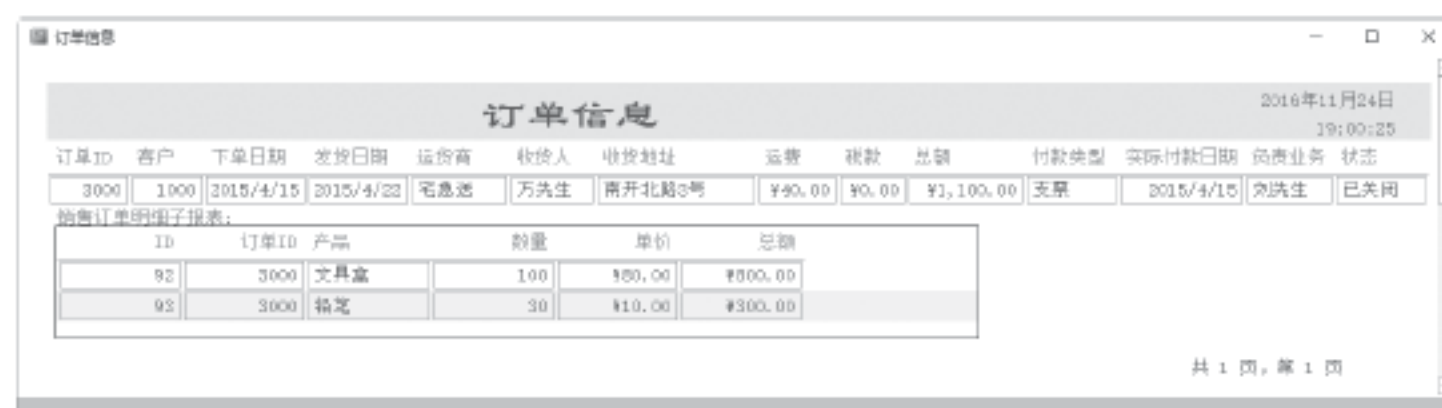 订单信息
订单信息
2016年11月24日
19:00:25
订单ID 客户 下单日期 发货日期 运货商 收货人 收货地址 运费 税款 总额 付款类型 实际付款日期 负责业务 状态
3000 1000 2015/4/15 2015/4/22 宅急送 万先生 南开北路3号 ¥40.00 ¥0.00 ¥1,100.00 支票 2015/4/15 刘先生 已关闭
销售订单明细子报表:
ID 订单ID 产品 数量 单价 总额
92 3000 文具盒 100 ¥80.00 ¥800.00
93 3000 铅笔 30 ¥10.00 ¥300.00
共 1 页,第 1 页